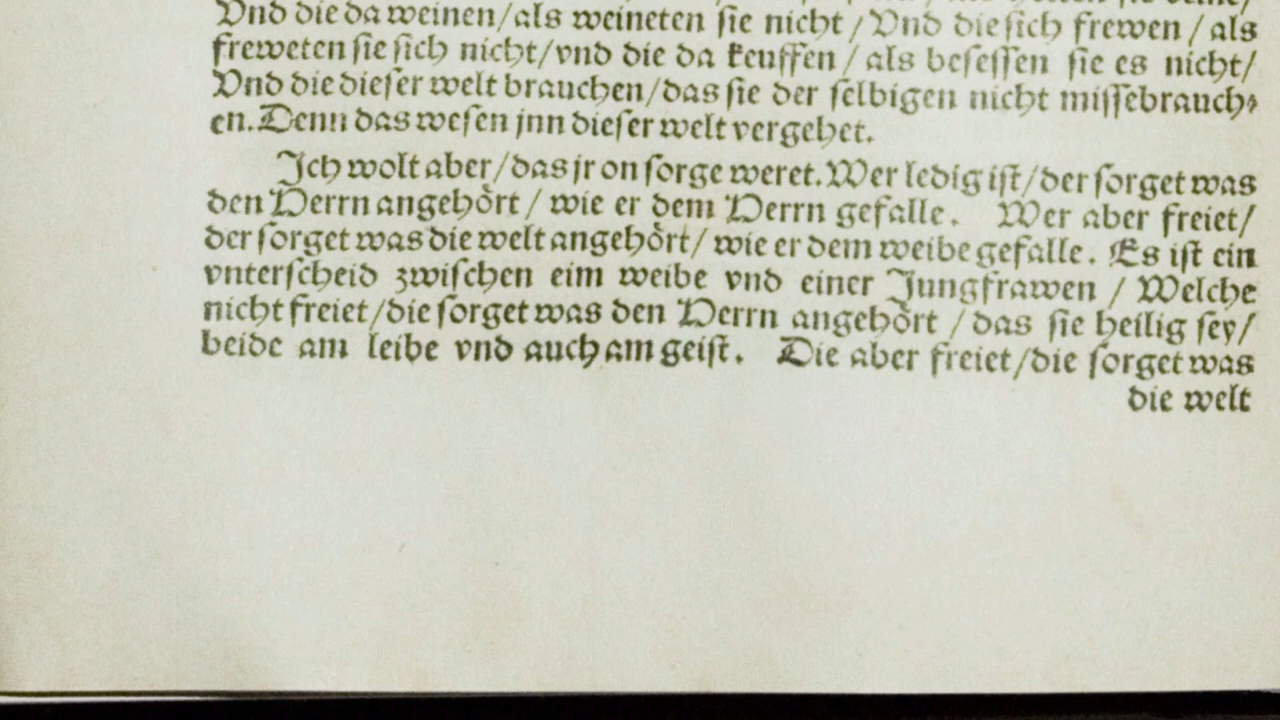 Vnd die da weinen/als weineten sie nicht / Vnd die sich frewen / als
freweten sie sich nicht/vnd die da keuffen / als besessen sie es nicht/
Vnd die dieser welt brauchen/das sie der selbigen nicht missebrauch⸗
en. Denn das wesen jnn dieser welt vergehet.
Jch wolt aber/das jr on sorge weret. Wer ledig ist/der sorget was
den Herrn angehoͤrt / wie er dem Herrn gefalle. Wer aber freiet/
der sorget was die welt angehoͤrt/ wie er dem weibe gefalle. Es ist ein
vnterscheid zwischen eim weibe vnd einer Jungfrawen / Welche
nicht freiet/die sorget was den Herrn angehoͤrt / das sie heilig sey/
beide am leibe vnd auch am geist. Die aber freiet/die sorget was
die welt